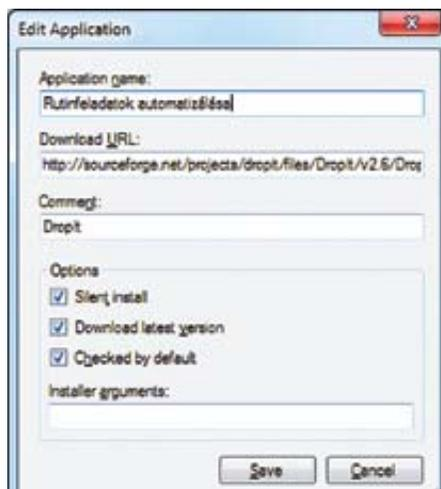 Edit Application
Application name:
Rutinfeladatok automatizálása
Download URL:
http://sourceforge.net/projects/dropit/files/DropIt/v2.6/Drop
Comment:
DropIt
Options
Silent install
Download latest version
Checked by default
Installer arguments:
Save
Cancel